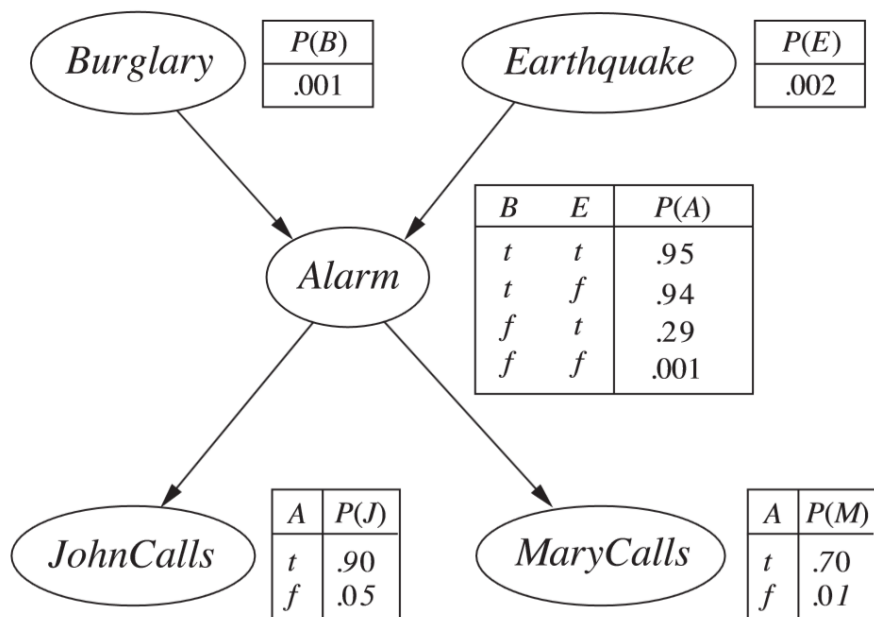 Burglary
P(B)
.001
Earthquake
P(E)
.002
Alarm
B E P(A)
t t .95
t f .94
f t .29
f f .001
JohnCalls
A P(J)
t .90
f .05
MaryCalls
A P(M)
t .70
f .01